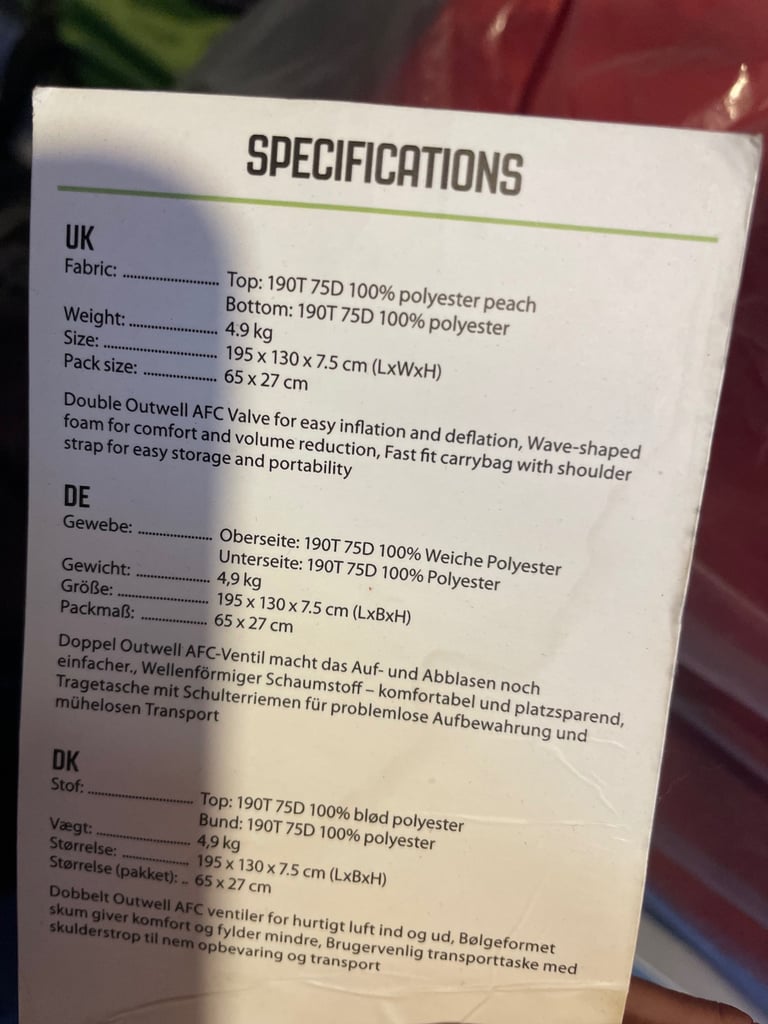 SPECIFICATIONS
UK
Fabric: ........................ Top: 190T 75D 100% polyester peach
Bottom: 190T 75D 100% polyester
Weight: ...................... 4.9 kg
Size: ............................ 195 x 130 x 7.5 cm (LxWxH)
Pack size: .................. 65 x 27 cm
Double Outwell AFC Valve for easy inflation and deflation, Wave-shaped
foam for comfort and volume reduction, Fast fit carrybag with shoulder
strap for easy storage and portability
DE
Gewebe: ................... Oberseite: 190T 75D 100% Weiche Polyester
Unterseite: 190T 75D 100% Polyester
Gewicht: ................... 4,9 kg
Größe: ....................... 195 x 130 x 7.5 cm (LxBxH)
Packmaß: ................. 65 x 27 cm
Doppel Outwell AFC-Ventil macht das Auf- und Abblasen noch
einfacher., Wellenförmiger Schaumstoff – komfortabel und platzsparend,
Tragetasche mit Schulterriemen für problemlose Aufbewahrung und
mühelosen Transport
DK
Stof: ........................... Top: 190T 75D 100% blød polyester
Bund: 190T 75D 100% polyester
Vægt: ........................ 4,9 kg
Størrelse: ................. 195 x 130 x 7.5 cm (LxBxH)
Størrelse (pakket): .. 65 x 27 cm
Dobbelt Outwell AFC ventiler for hurtigt luft ind og ud, Bølgeformet
skum giver komfort og fylder mindre, Brugervenlig transporttaske med
skulderstrop til nem opbevaring og transport